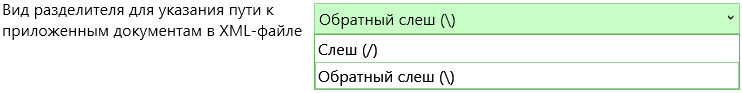 Вид разделителя для указания пути к
приложенным документам в XML-файле
Обратный слеш (\)
Слеш (/)
Обратный слеш (\)